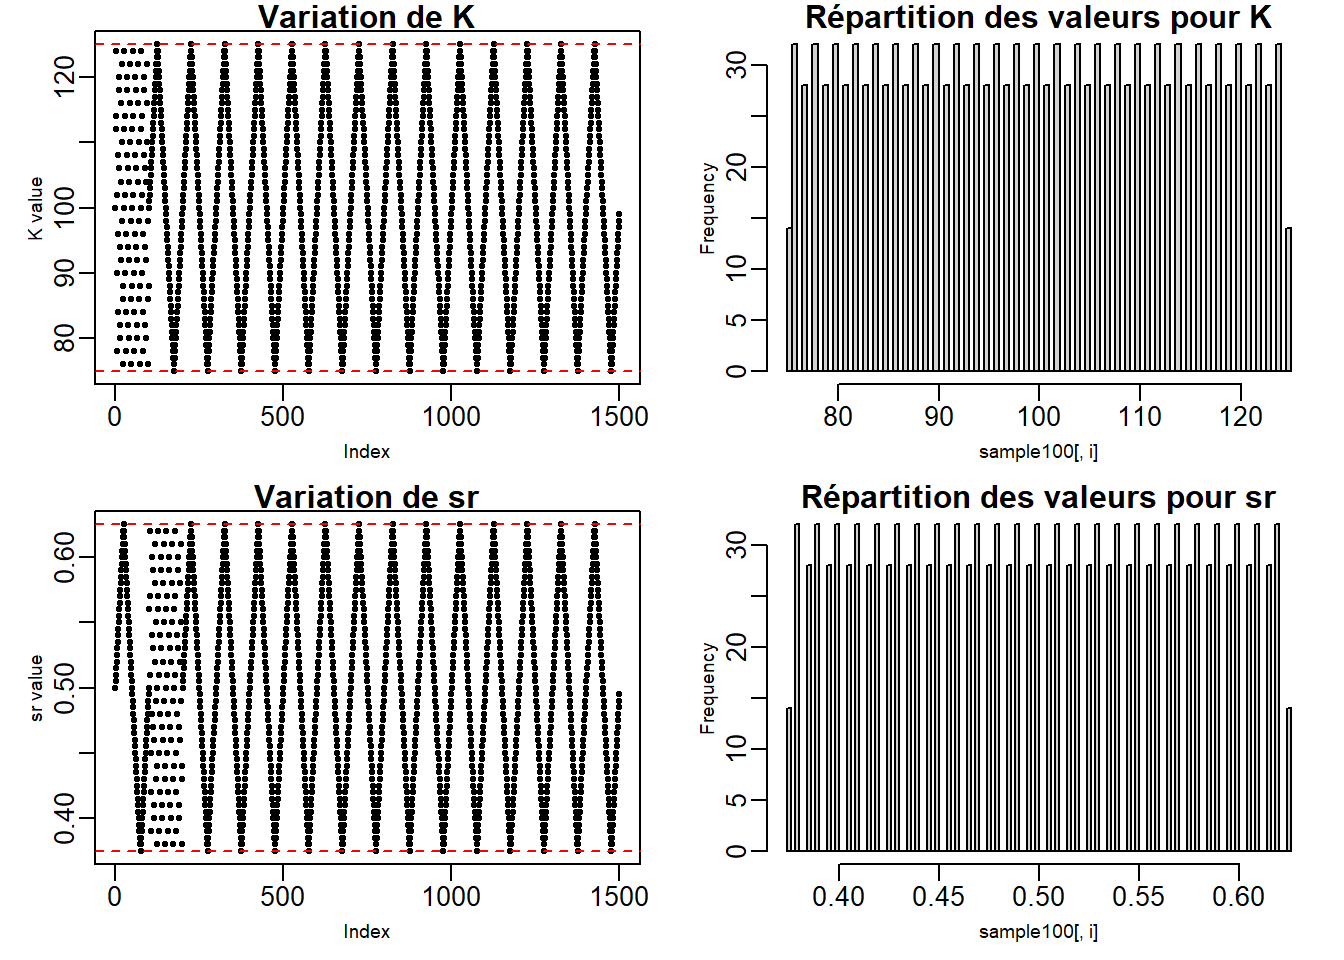 Variation de K
K value
80
90
100
120
0
500
1000
1500
Index
Répartition des valeurs pour K
Frequency
0
5
10
20
30
80
90
100
110
120
sample100[, i]
Variation de sr
sr value
0.40
0.50
0.60
0
500
1000
1500
Index
Répartition des valeurs pour sr
Frequency
0
5
10
20
30
0.40
0.45
0.50
0.55
0.60
sample100[, i]